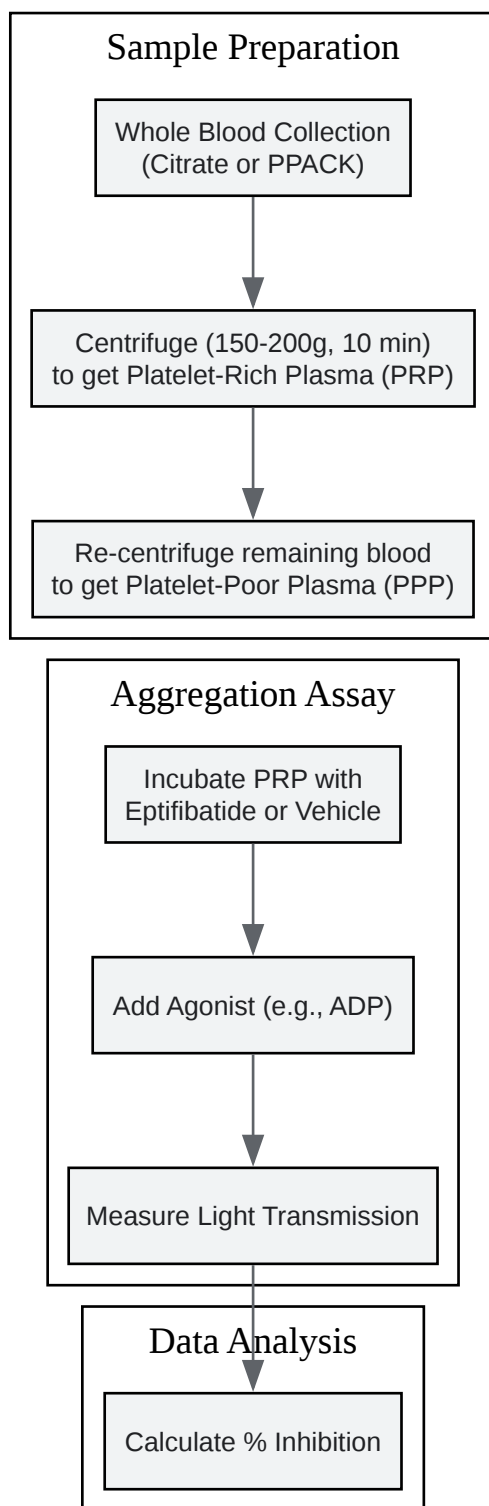 Sample Preparation
Whole Blood Collection
(Citrate or PPACK)
Centrifuge (150-200g, 10 min)
to get Platelet-Rich Plasma (PRP)
Re-centrifuge remaining blood
to get Platelet-Poor Plasma (PPP)
Aggregation Assay
Incubate PRP with
Eptifibatide or Vehicle
Add Agonist (e.g., ADP)
Measure Light Transmission
Data Analysis
Calculate % Inhibition